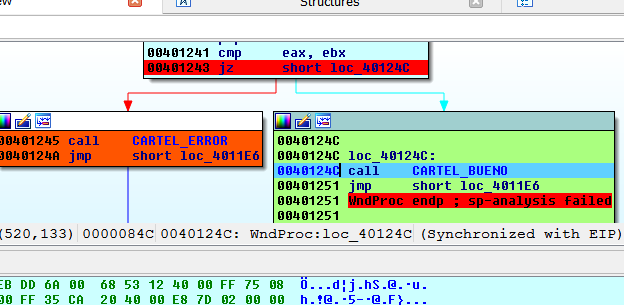 Structures
00401241 cmp eax, ebx
00401243 jz short loc_40124C
00401245 call CARTEL_ERROR
0040124A jmp short loc_4011E6
0040124C
0040124C loc_40124C:
0040124C call CARTEL_BUENO
00401251 jmp short loc_4011E6
00401251 WndProc endp ; sp-analysis failed
00401251
(520,133) 0000084C 0040124C: WndProc:loc_40124C (Synchronized with EIP)
EB DD 6A 00 68 53 12 40 00 FF 75 08 Ö...d¦j.hS.@.·u.
00 FF 35 CA 20 40 00 E8 7D 02 00 00 h.!@.·5-·@.F}...